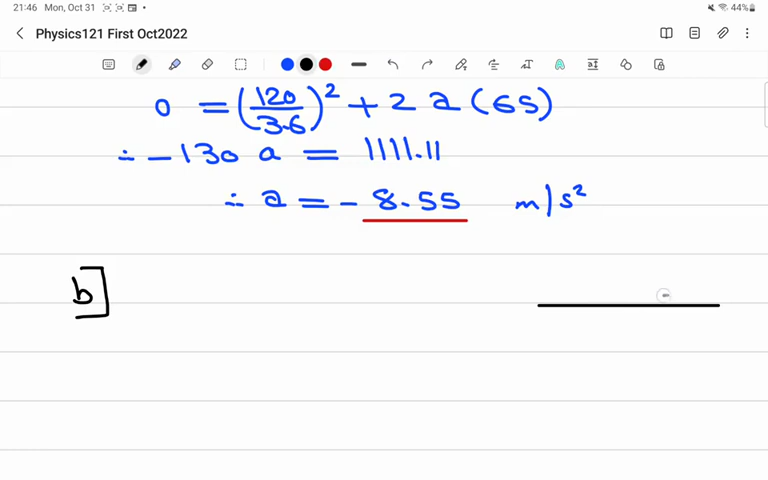 21:46 Mon, Oct 31 44%
Physics121 First Oct2022
0 = (120/3.6)² + 2 a (65)
∴ -130 a = 1111.11
∴ a = - 8.55 m/s²
b]